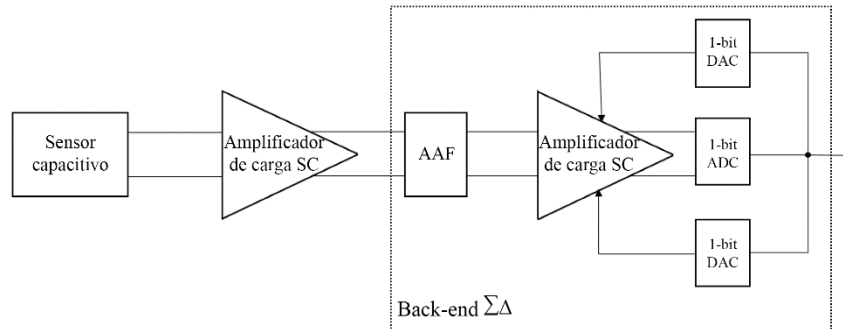 1-bit
DAC
Sensor
capacitivo
Amplificador
de carga SC
AAF
Amplificador
de carga SC
1-bit
ADC
1-bit
DAC
Back-end ΣΔ